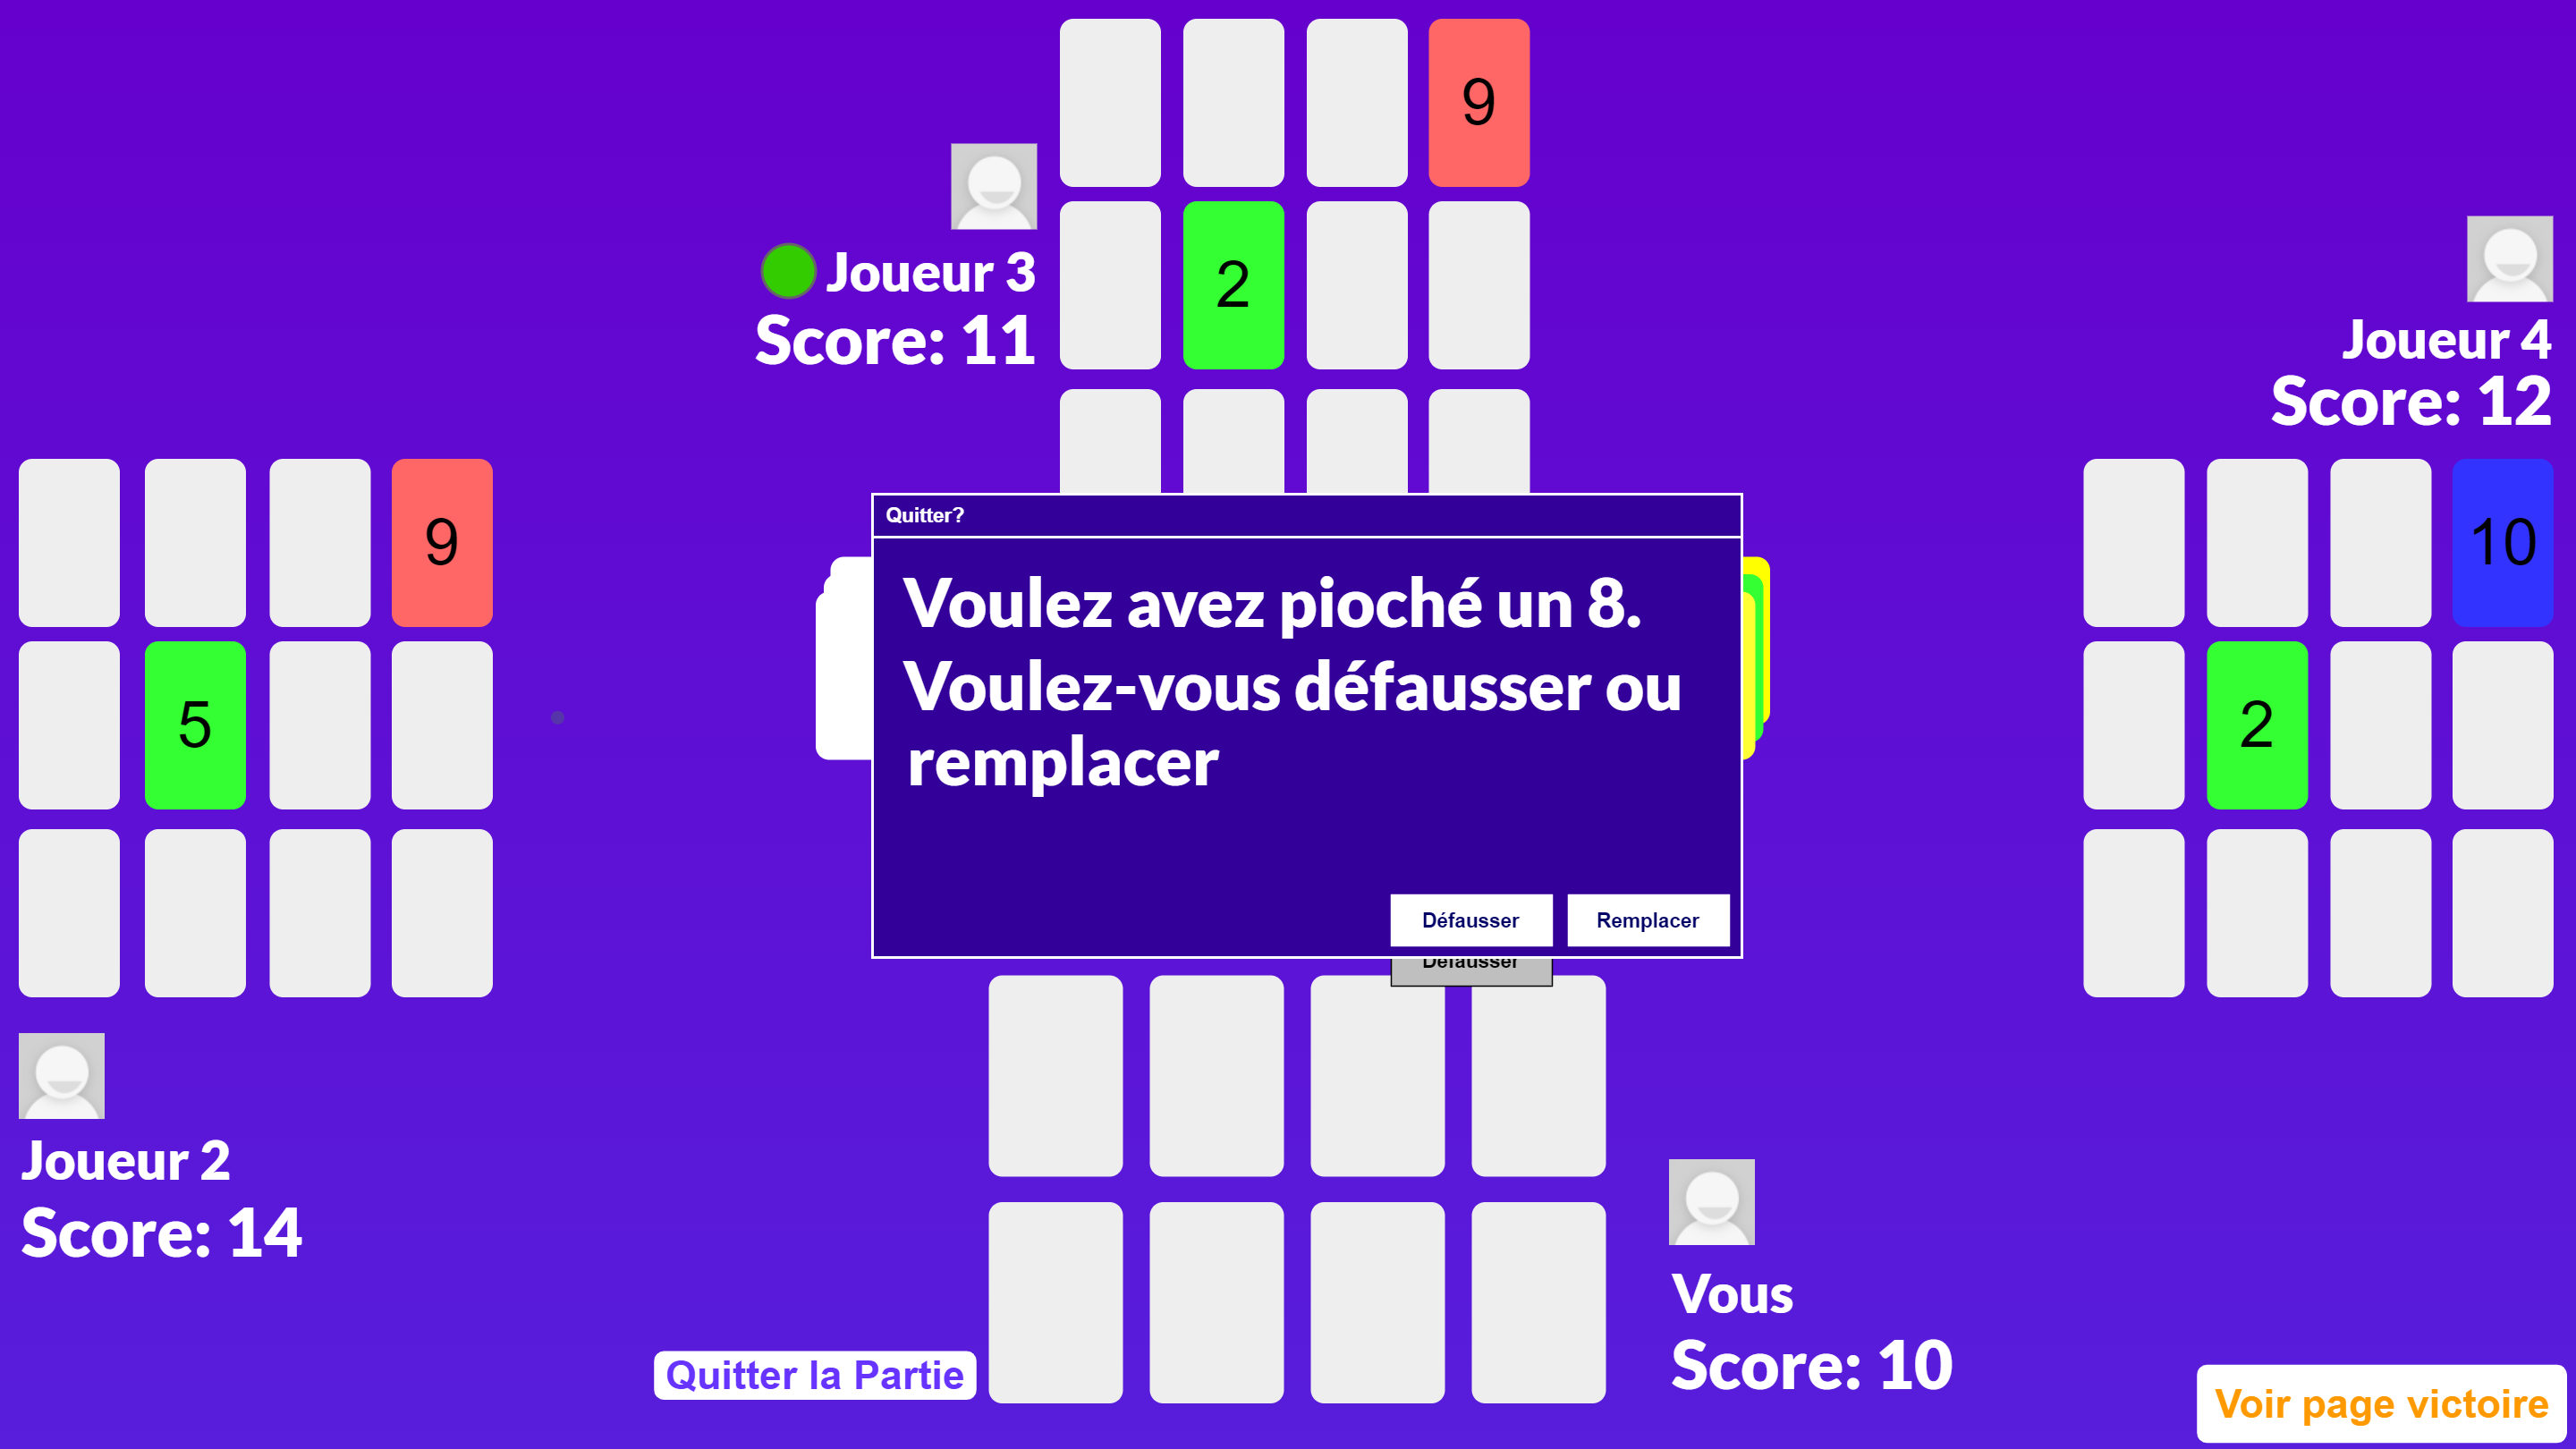 9
2
Joueur 3
Score: 11
Joueur 4
Score: 12
9
5
10
2
Quitter?
Voulez avez pioché un 8.
Voulez-vous défausser ou
remplacer
Défausser
Remplacer
Défausser
Joueur 2
Score: 14
Vous
Score: 10
Quitter la Partie
Voir page victoire